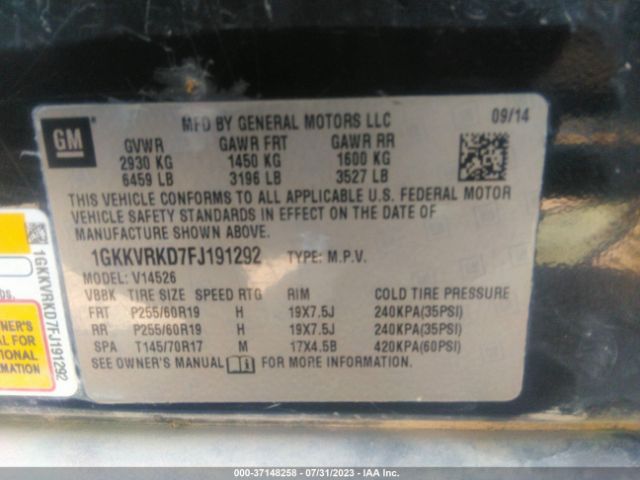 GM
MFD BY GENERAL MOTORS LLC 09/14
GVWR GAWR FRT GAWR RR
2930 KG 1450 KG 1600 KG
6459 LB 3196 LB 3527 LB
THIS VEHICLE CONFORMS TO ALL APPLICABLE U.S. FEDERAL MOTOR
VEHICLE SAFETY STANDARDS IN EFFECT ON THE DATE OF
MANUFACTURE SHOWN ABOVE.
1GKKVRKD7FJ191292 TYPE: M.P.V.
MODEL: V14526
VBBK TIRE SIZE SPEED RTG RIM COLD TIRE PRESSURE
FRT P255/60R19 H 19X7.5J 240KPA(35PSI)
RR P255/60R19 H 19X7.5J 240KPA(35PSI)
SPA T145/70R17 M 17X4.5B 420KPA(60PSI)
SEE OWNER'S MANUAL FOR MORE INFORMATION.
1GKKVRKD7FJ191292
ds.
NER'S
AL FOR
TIONAL
MATION
000-37148258 - 07/31/2023 - IAA Inc.